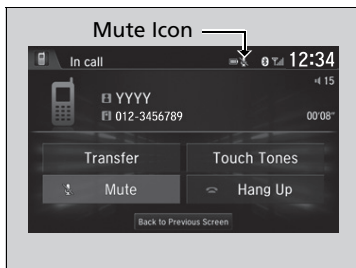 Mute Icon
In call 12:34
15
YYYY
012-3456789 00'08"
Transfer Touch Tones
Mute Hang Up
Back to Previous Screen